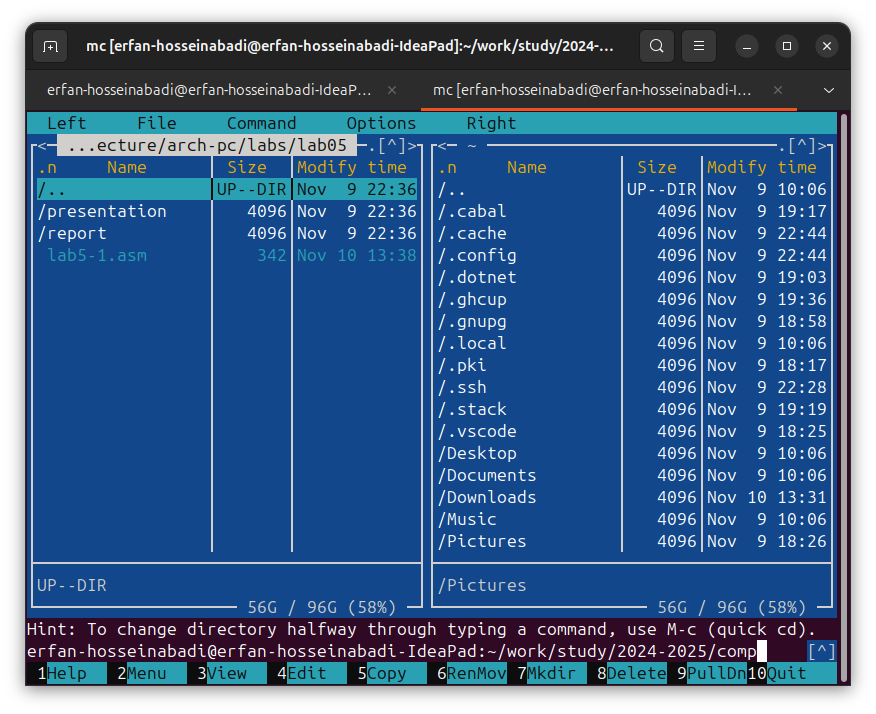 mc [erfan-hosseinabadi@erfan-hosseinabadi-IdeaPad]:~/work/study/2024-...
erfan-hosseinabadi@erfan-hosseinabadi-IdeaP...
mc [erfan-hosseinabadi@erfan-hosseinabadi-I...
Left File Command Options Right
<- ...ecture/arch-pc/labs/lab05 -.[^]>
.n Name Size Modify time
/.. UP--DIR Nov 9 22:36
/presentation 4096 Nov 9 22:36
/report 4096 Nov 9 22:36
lab5-1.asm 342 Nov 10 13:38
UP--DIR
56G / 96G (58%)
<- ~ .[^]>
.n Name Size Modify time
/.. UP--DIR Nov 9 10:06
/.cabal 4096 Nov 9 19:17
/.cache 4096 Nov 9 22:44
/.config 4096 Nov 9 22:44
/.dotnet 4096 Nov 9 19:03
/.ghcup 4096 Nov 9 19:36
/.gnupg 4096 Nov 9 18:58
/.local 4096 Nov 9 10:06
/.pki 4096 Nov 9 18:17
/.ssh 4096 Nov 9 22:28
/.stack 4096 Nov 9 19:19
/.vscode 4096 Nov 9 18:25
/Desktop 4096 Nov 9 10:06
/Documents 4096 Nov 9 10:06
/Downloads 4096 Nov 10 13:31
/Music 4096 Nov 9 10:06
/Pictures 4096 Nov 9 18:26
/Pictures
56G / 96G (58%)
Hint: To change directory halfway through typing a command, use M-c (quick cd).
erfan-hosseinabadi@erfan-hosseinabadi-IdeaPad:~/work/study/2024-2025/comp [^]
1Help 2Menu 3View 4Edit 5Copy 6RenMov 7Mkdir 8Delete 9PullDn 10Quit